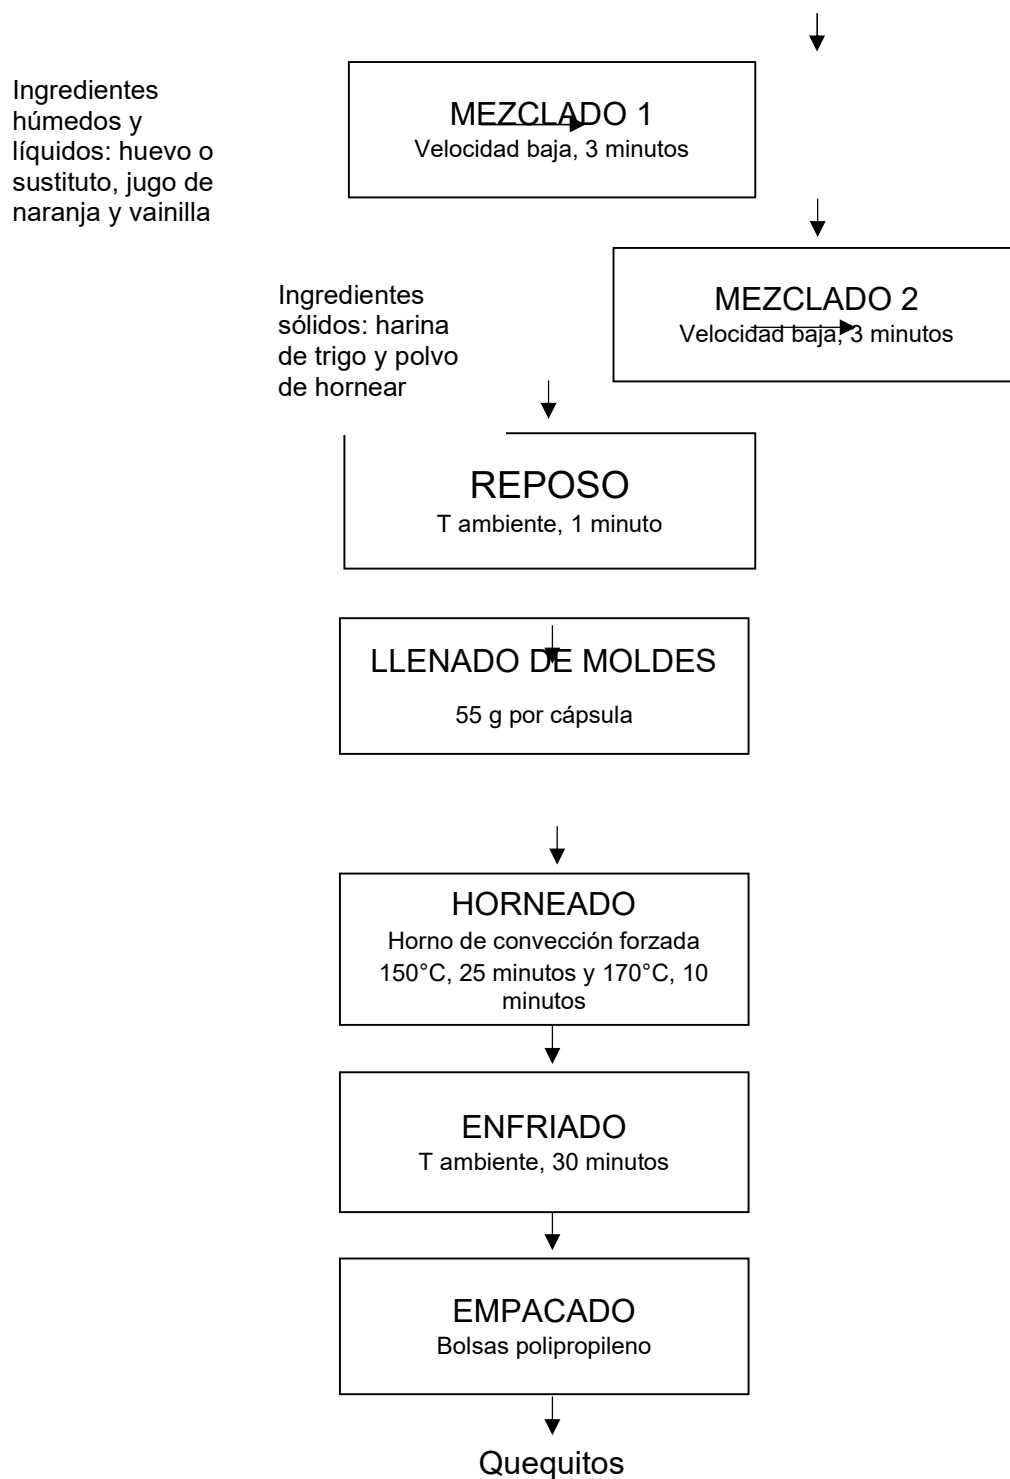 Ingredientes
húmedos y
líquidos: huevo o
sustituto, jugo de
naranja y vainilla
MEZCLADO 1
Velocidad baja, 3 minutos
Ingredientes
sólidos: harina
de trigo y polvo
de hornear
MEZCLADO 2
Velocidad baja, 3 minutos
REPOSO
T ambiente, 1 minuto
LLENADO DE MOLDES
55 g por cápsula
HORNEADO
Horno de convección forzada
150°C, 25 minutos y 170°C, 10
minutos
ENFRIADO
T ambiente, 30 minutos
EMPACADO
Bolsas polipropileno
Quequitos